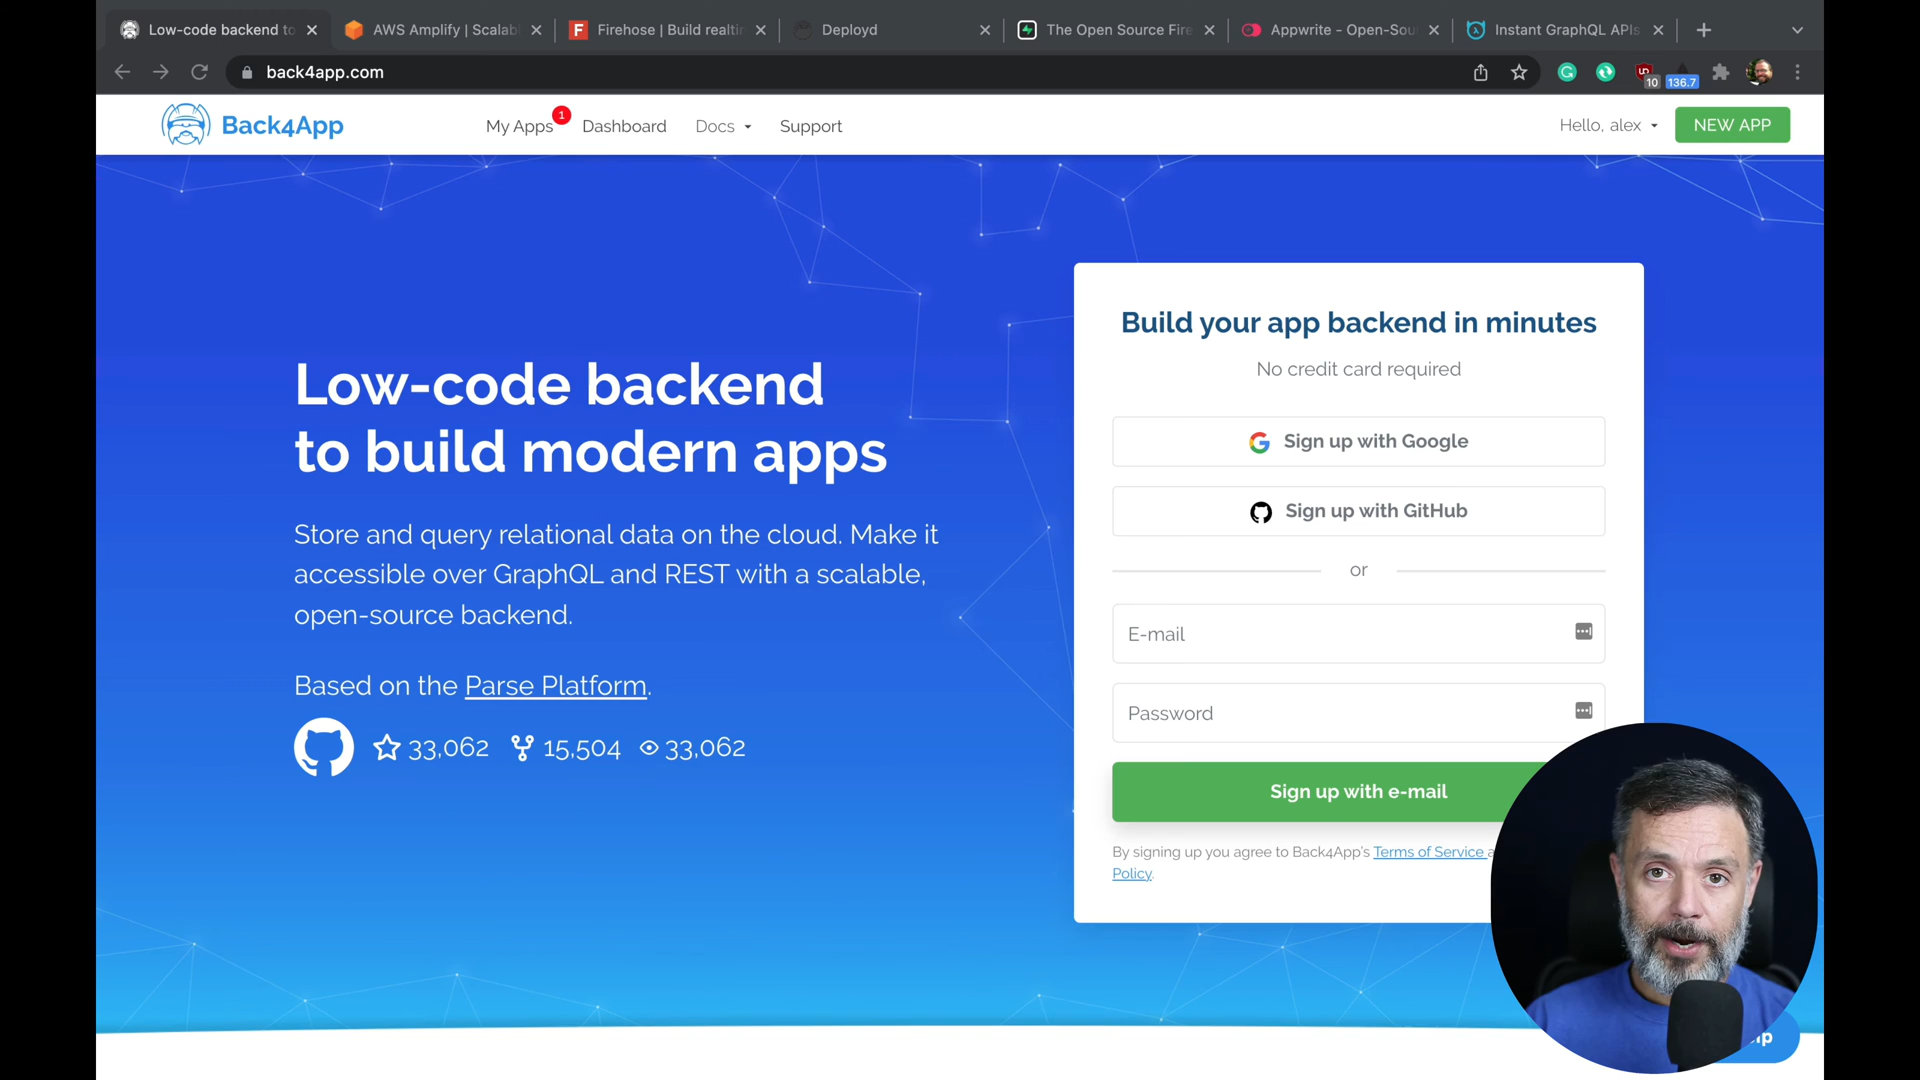 Low-code backend to
AWS Amplify | Scalab
Firehose | Build realtin
Deployd
The Open Source Fire
Appwrite - Open-Sou
Instant GraphQL APIs
back4app.com
10
136.7
Back4App
My Apps
1
Dashboard
Docs
Support
Hello, alex
NEW APP
Low-code backend
to build modern apps
Store and query relational data on the cloud. Make it
accessible over GraphQL and REST with a scalable,
open-source backend.
Based on the Parse Platform.
33,062
15,504
33,062
Build your app backend in minutes
No credit card required
Sign up with Google
Sign up with GitHub
or
E-mail
Password
Sign up with e-mail
By signing up you agree to Back4App's Terms of Service
Policy.